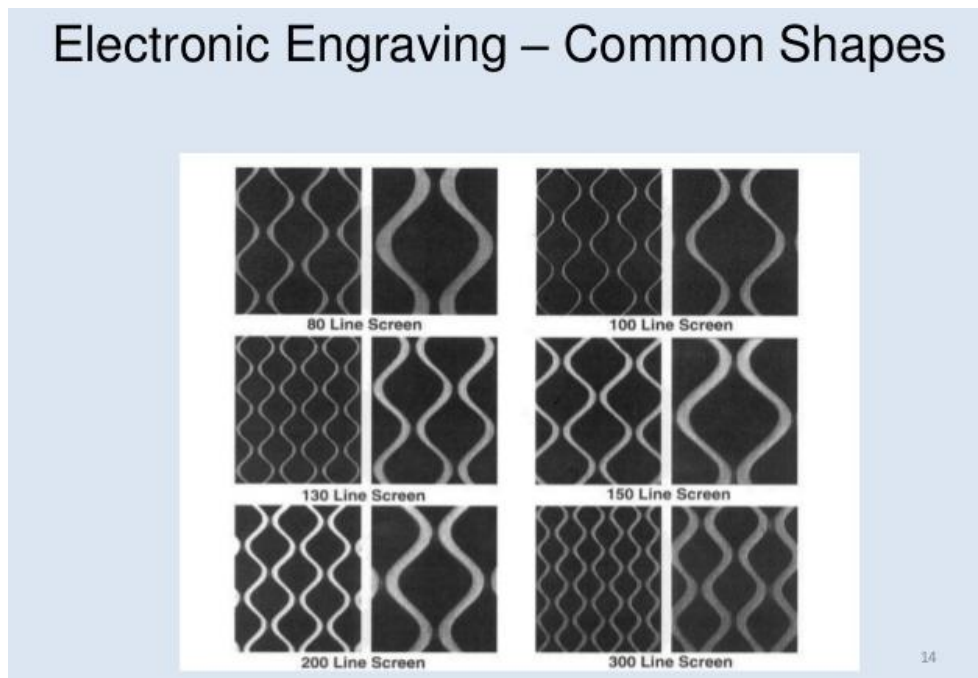 Electronic Engraving – Common Shapes
80 Line Screen
100 Line Screen
130 Line Screen
150 Line Screen
200 Line Screen
300 Line Screen
14